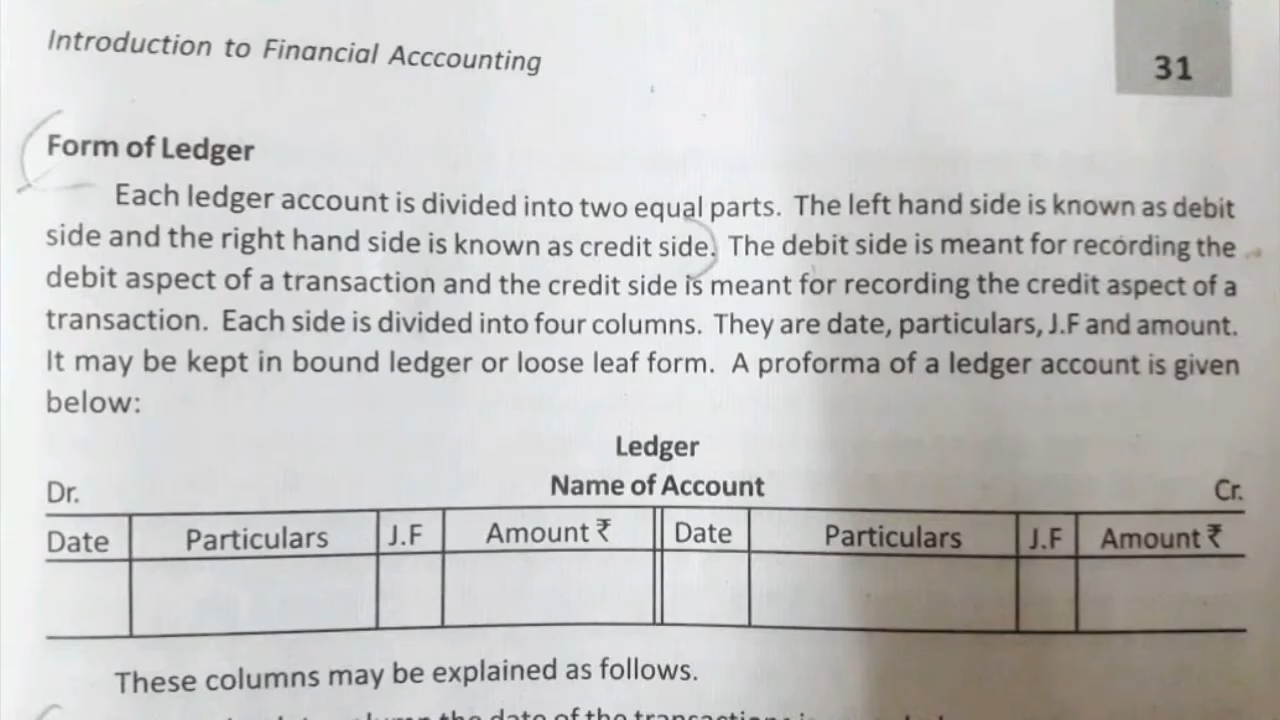 Introduction to Financial Acccounting
31
Form of Ledger
Each ledger account is divided into two equal parts. The left hand side is known as debit
side and the right hand side is known as credit side. The debit side is meant for recording the
debit aspect of a transaction and the credit side is meant for recording the credit aspect of a
transaction. Each side is divided into four columns. They are date, particulars, J.F and amount.
It may be kept in bound ledger or loose leaf form. A proforma of a ledger account is given
below:
Ledger
Dr. Name of Account Cr.
Date Particulars J.F Amount ₹ Date Particulars J.F Amount ₹
These columns may be explained as follows.
the date of the transactions